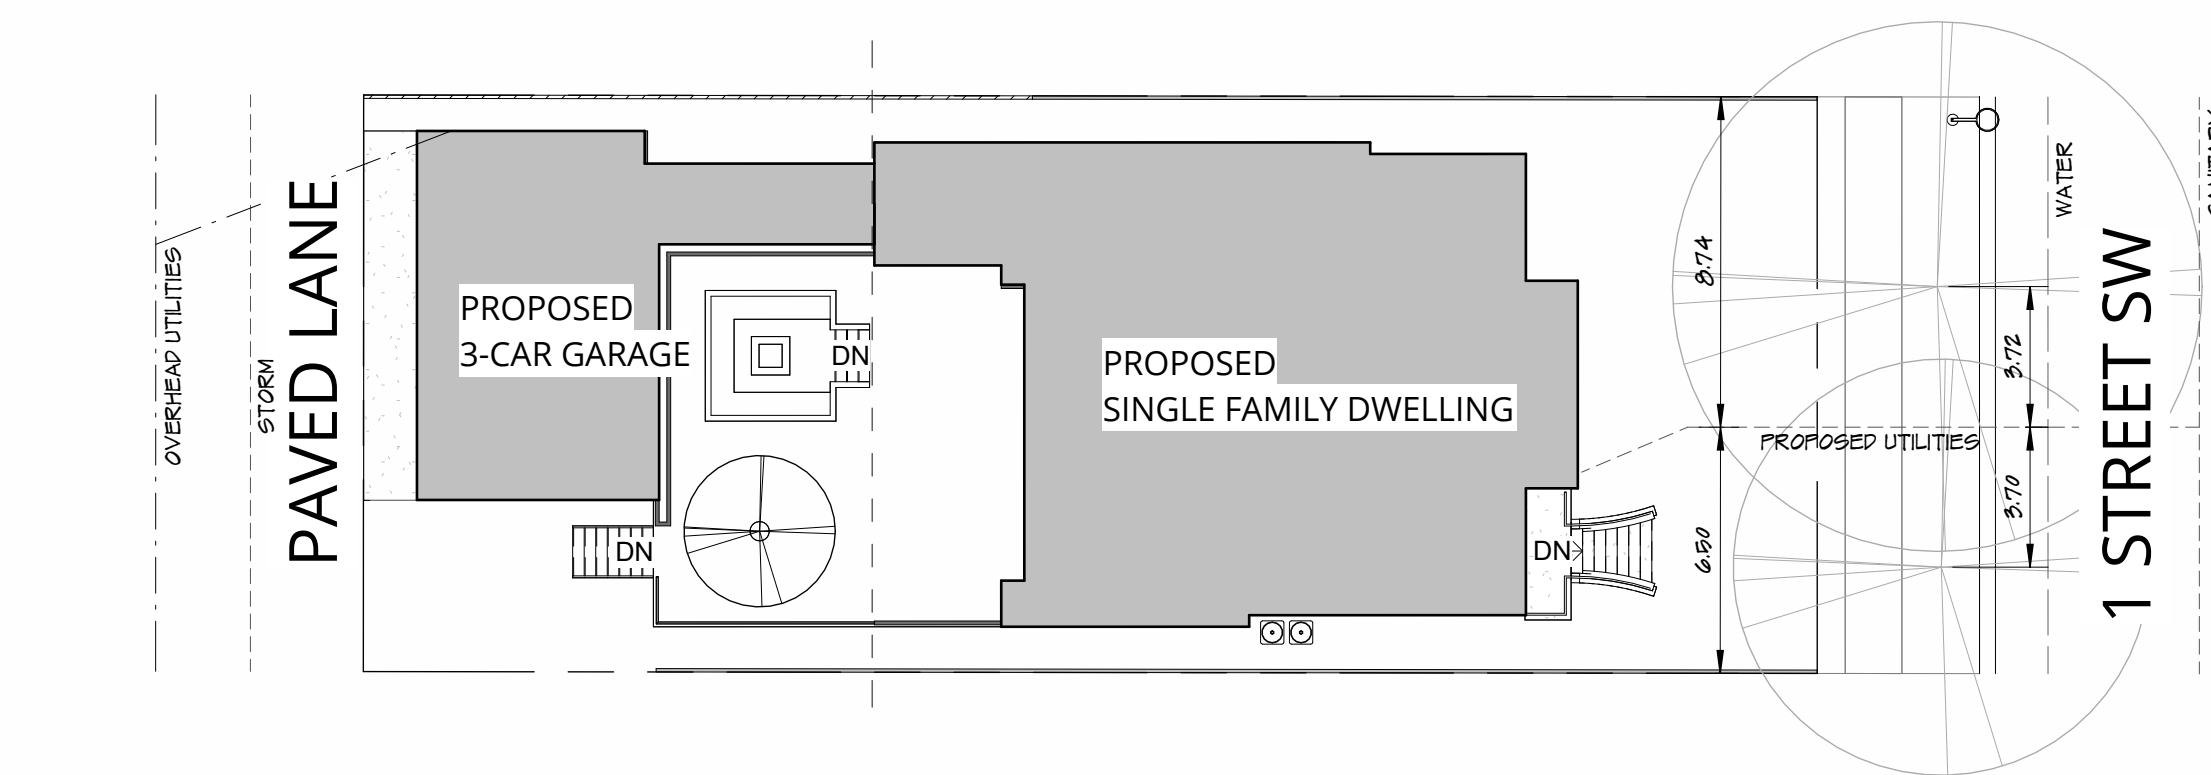 OVERHEAD UTILITIES
STORM
PAVED LANE
PROPOSED
3-CAR GARAGE
DN
DN
PROPOSED
SINGLE FAMILY DWELLING
DN
8.74
6.50
PROPOSED UTILITIES
3.72
3.70
WATER
1 STREET SW